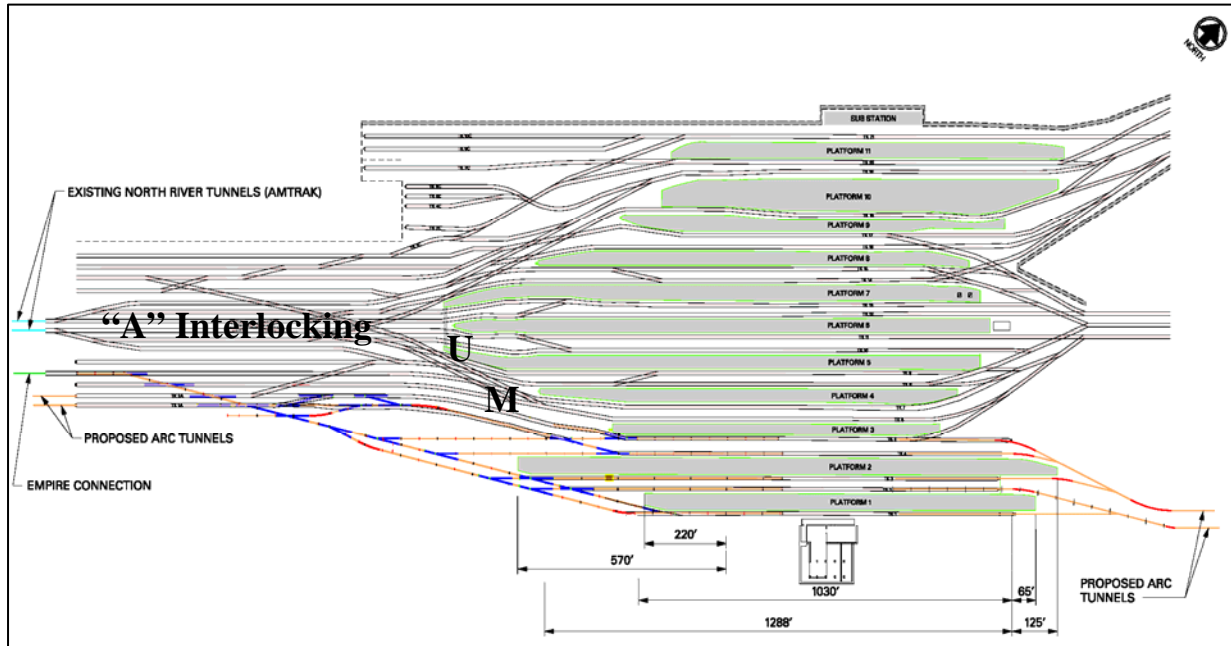 NORTH
SUB STATION
PLATFORM 11
PLATFORM 10
PLATFORM 9
PLATFORM 8
PLATFORM 7
PLATFORM 6
PLATFORM 5
PLATFORM 4
PLATFORM 3
PLATFORM 2
PLATFORM 1
EXISTING NORTH RIVER TUNNELS (AMTRAK)
“A” Interlocking
U
M
PROPOSED ARC TUNNELS
EMPIRE CONNECTION
220’
570’
1030’
65’
1288’
125’
PROPOSED ARC
TUNNELS